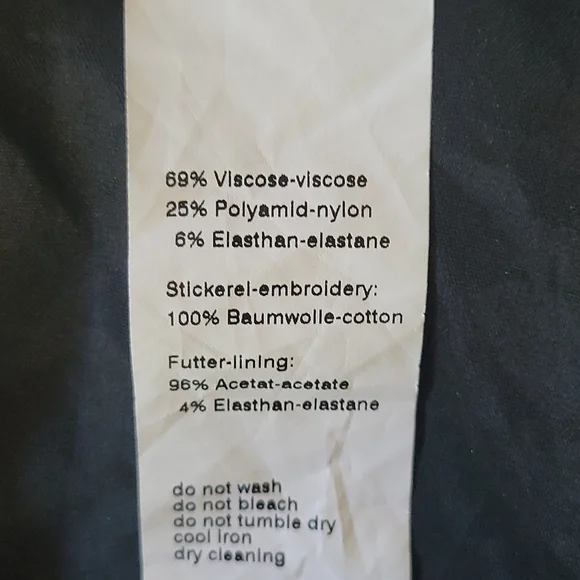 69% Viscose-viscose
25% Polyamid-nylon
6% Elasthan-elastane
Stickerei-embroidery:
100% Baumwolle-cotton
Futter-lining:
96% Acetat-acetate
4% Elasthan-elastane
do not wash
do not bleach
do not tumble dry
cool iron
dry cleaning